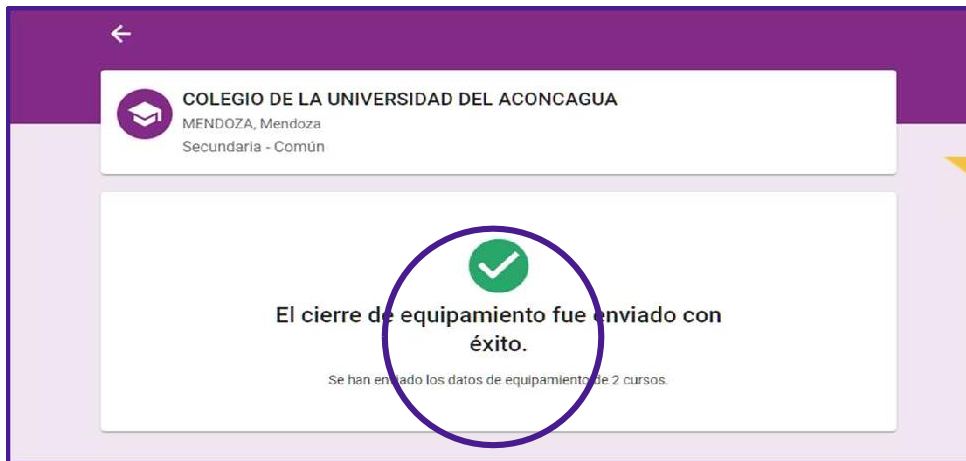 COLEGIO DE LA UNIVERSIDAD DEL ACONCAGUA
MENDOZA, Mendoza
Secundaria - Común
El cierre de equipamiento fue enviado con
éxito.
Se han enviado los datos de equipamiento de 2 cursos.